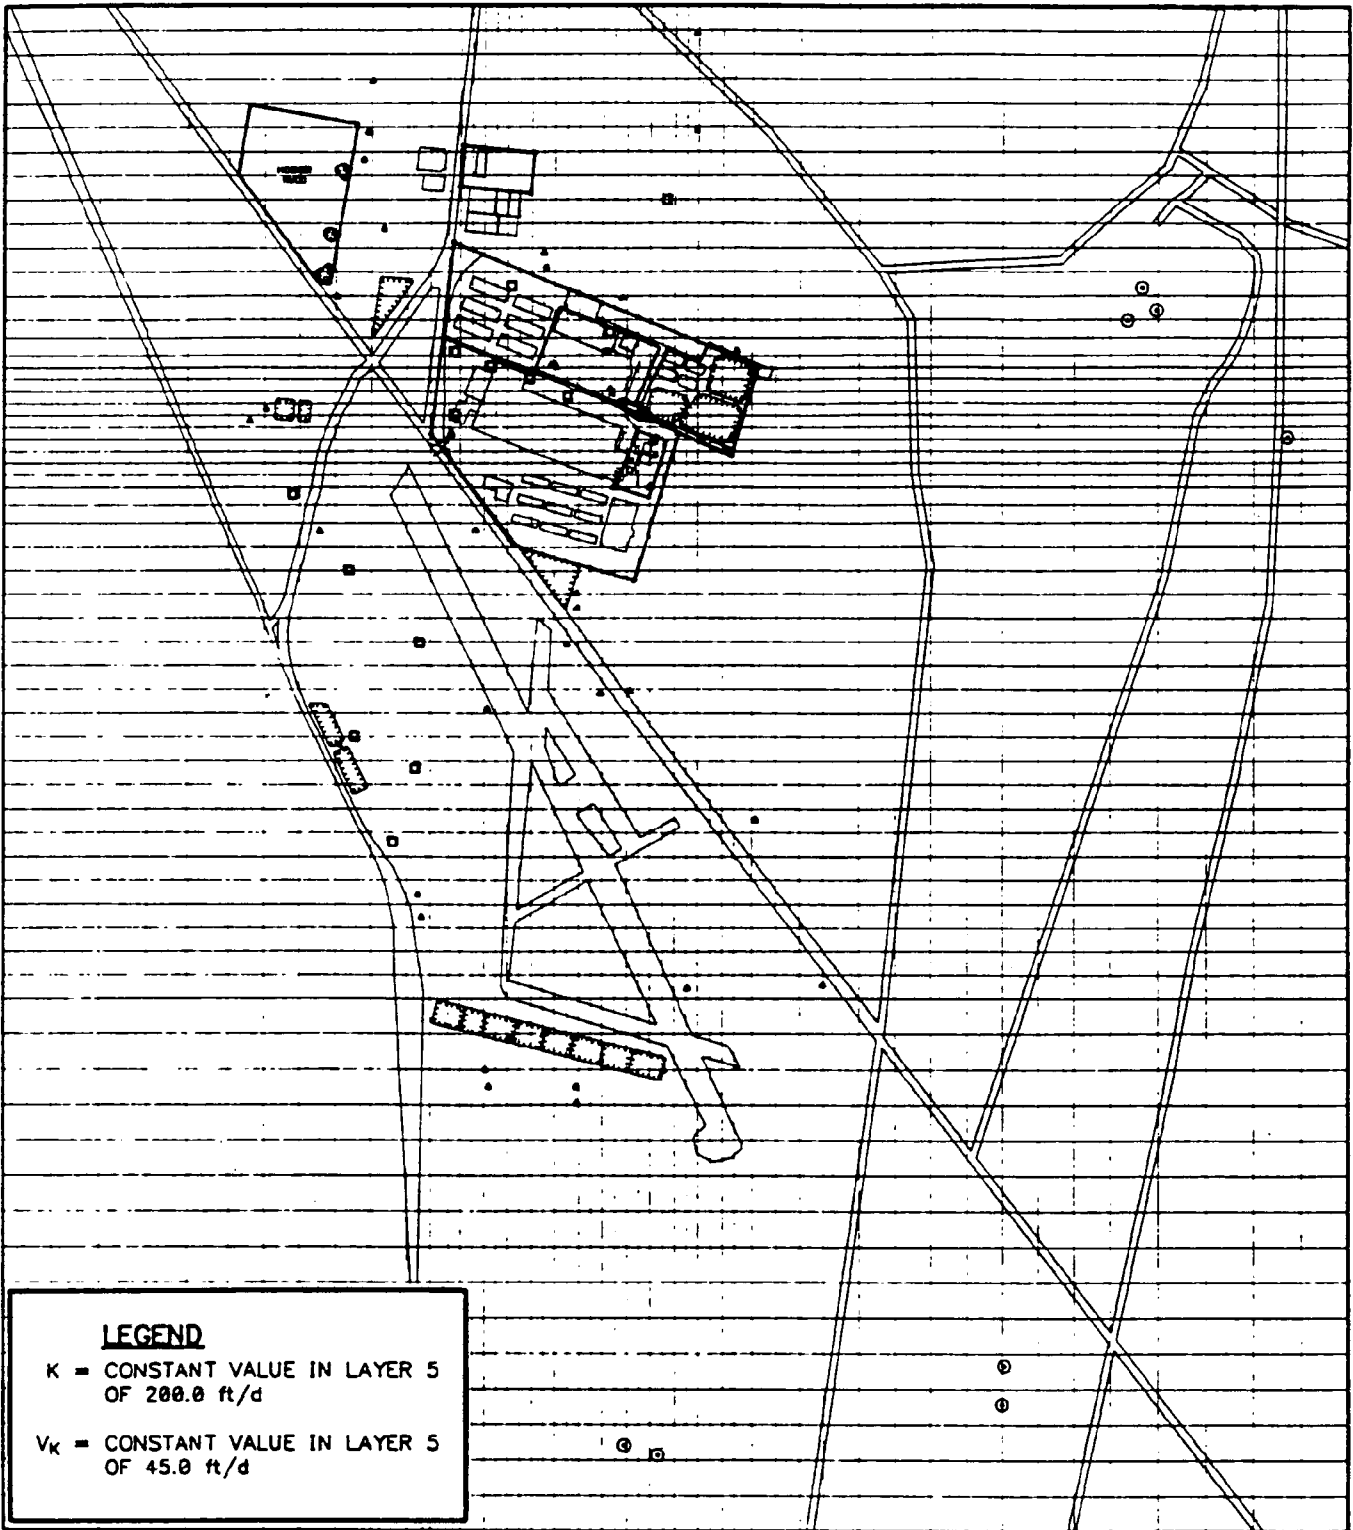 LEGEND
K = CONSTANT VALUE IN LAYER 5
OF 200.0 ft/d
VK = CONSTANT VALUE IN LAYER 5
OF 45.0 ft/d